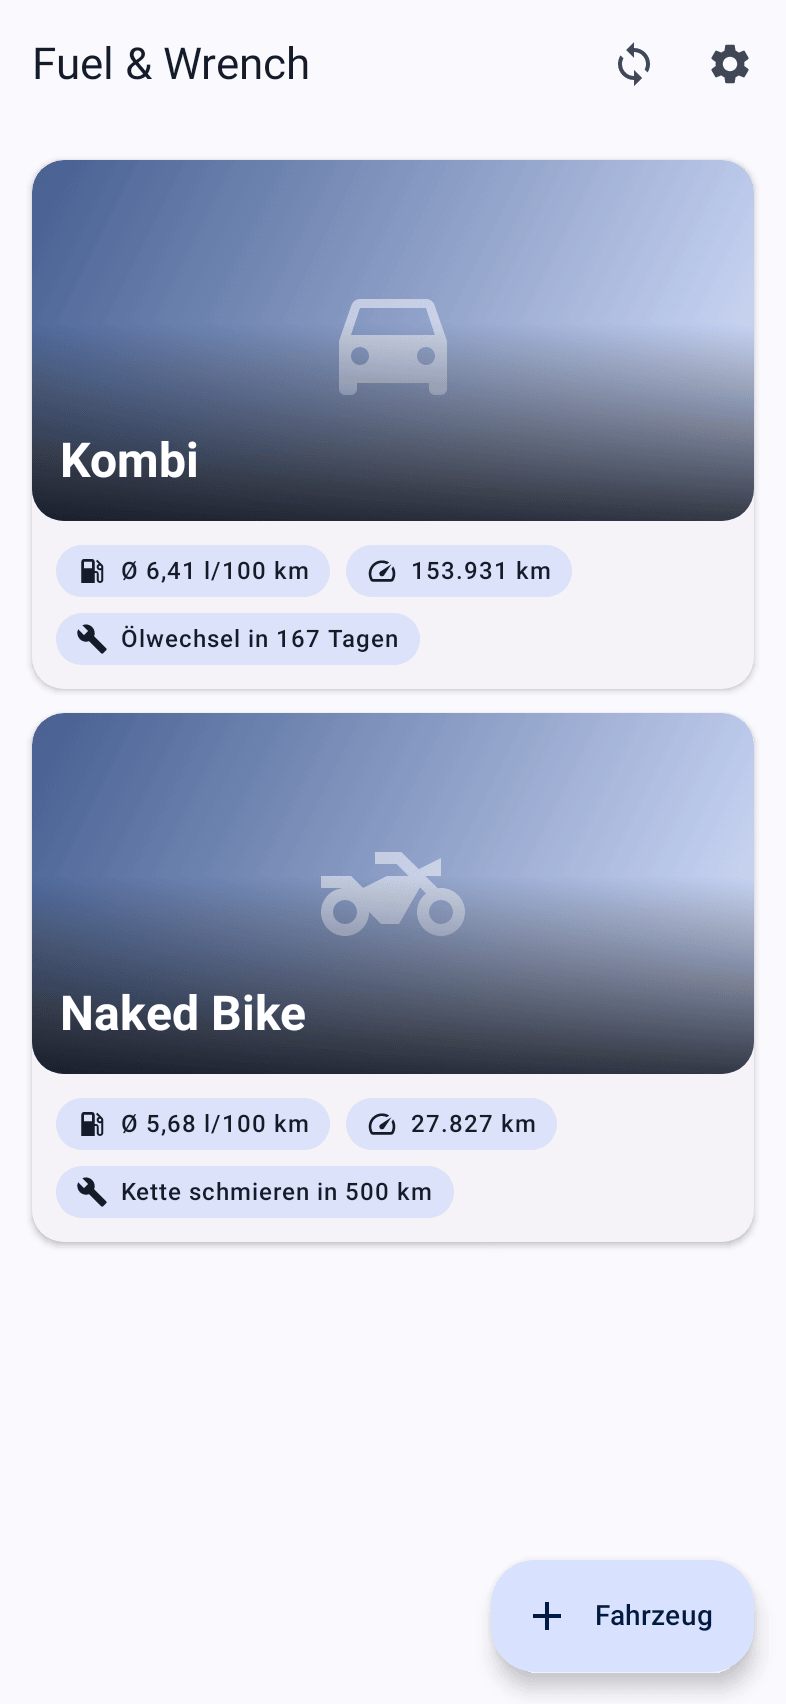 Fuel & Wrench
Kombi
Ø 6,41 l/100 km
153.931 km
Ölwechsel in 167 Tagen
Naked Bike
Ø 5,68 l/100 km
27.827 km
Kette schmieren in 500 km
Fahrzeug